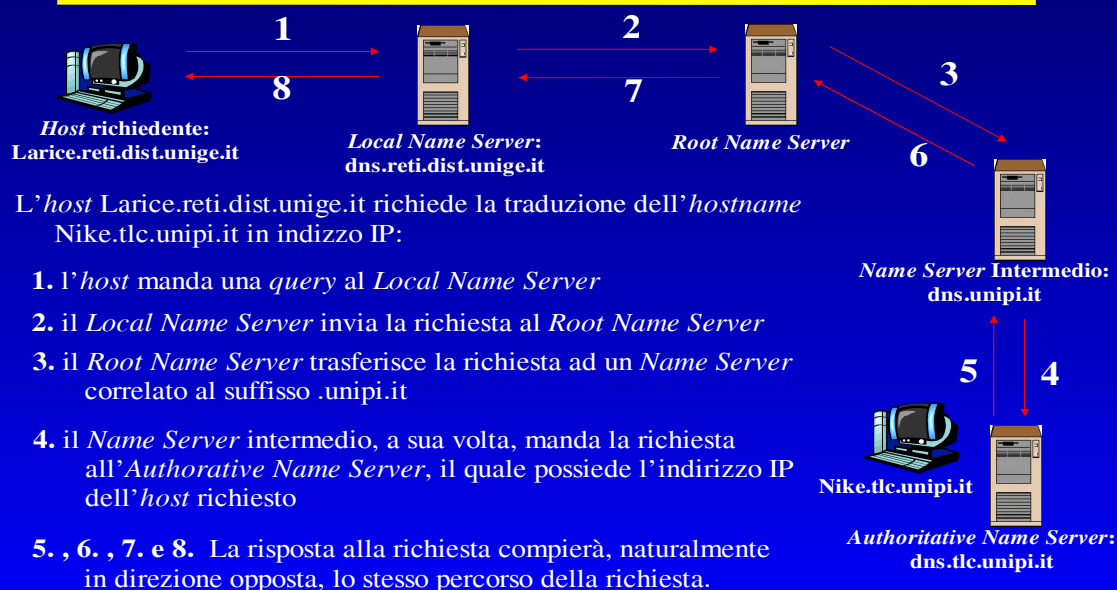 1
2
3
8
7
6
Host richiedente:
Larice.reti.dist.unige.it
Local Name Server:
dns.reti.dist.unige.it
Root Name Server
L'host Larice.reti.dist.unige.it richiede la traduzione dell'hostname
Nike.tlc.unipi.it in indizzo IP:
Name Server Intermedio:
dns.unipi.it
1. l'host manda una query al Local Name Server
2. il Local Name Server invia la richiesta al Root Name Server
3. il Root Name Server trasferisce la richiesta ad un Name Server
correlato al suffisso .unipi.it
5
4
4. il Name Server intermedio, a sua volta, manda la richiesta
all'Authorative Name Server, il quale possiede l'indirizzo IP
dell'host richiesto
Nike.tlc.unipi.it
Authoritative Name Server:
dns.tlc.unipi.it
5. , 6. , 7. e 8. La risposta alla richiesta compierà, naturalmente
in direzione opposta, lo stesso percorso della richiesta.